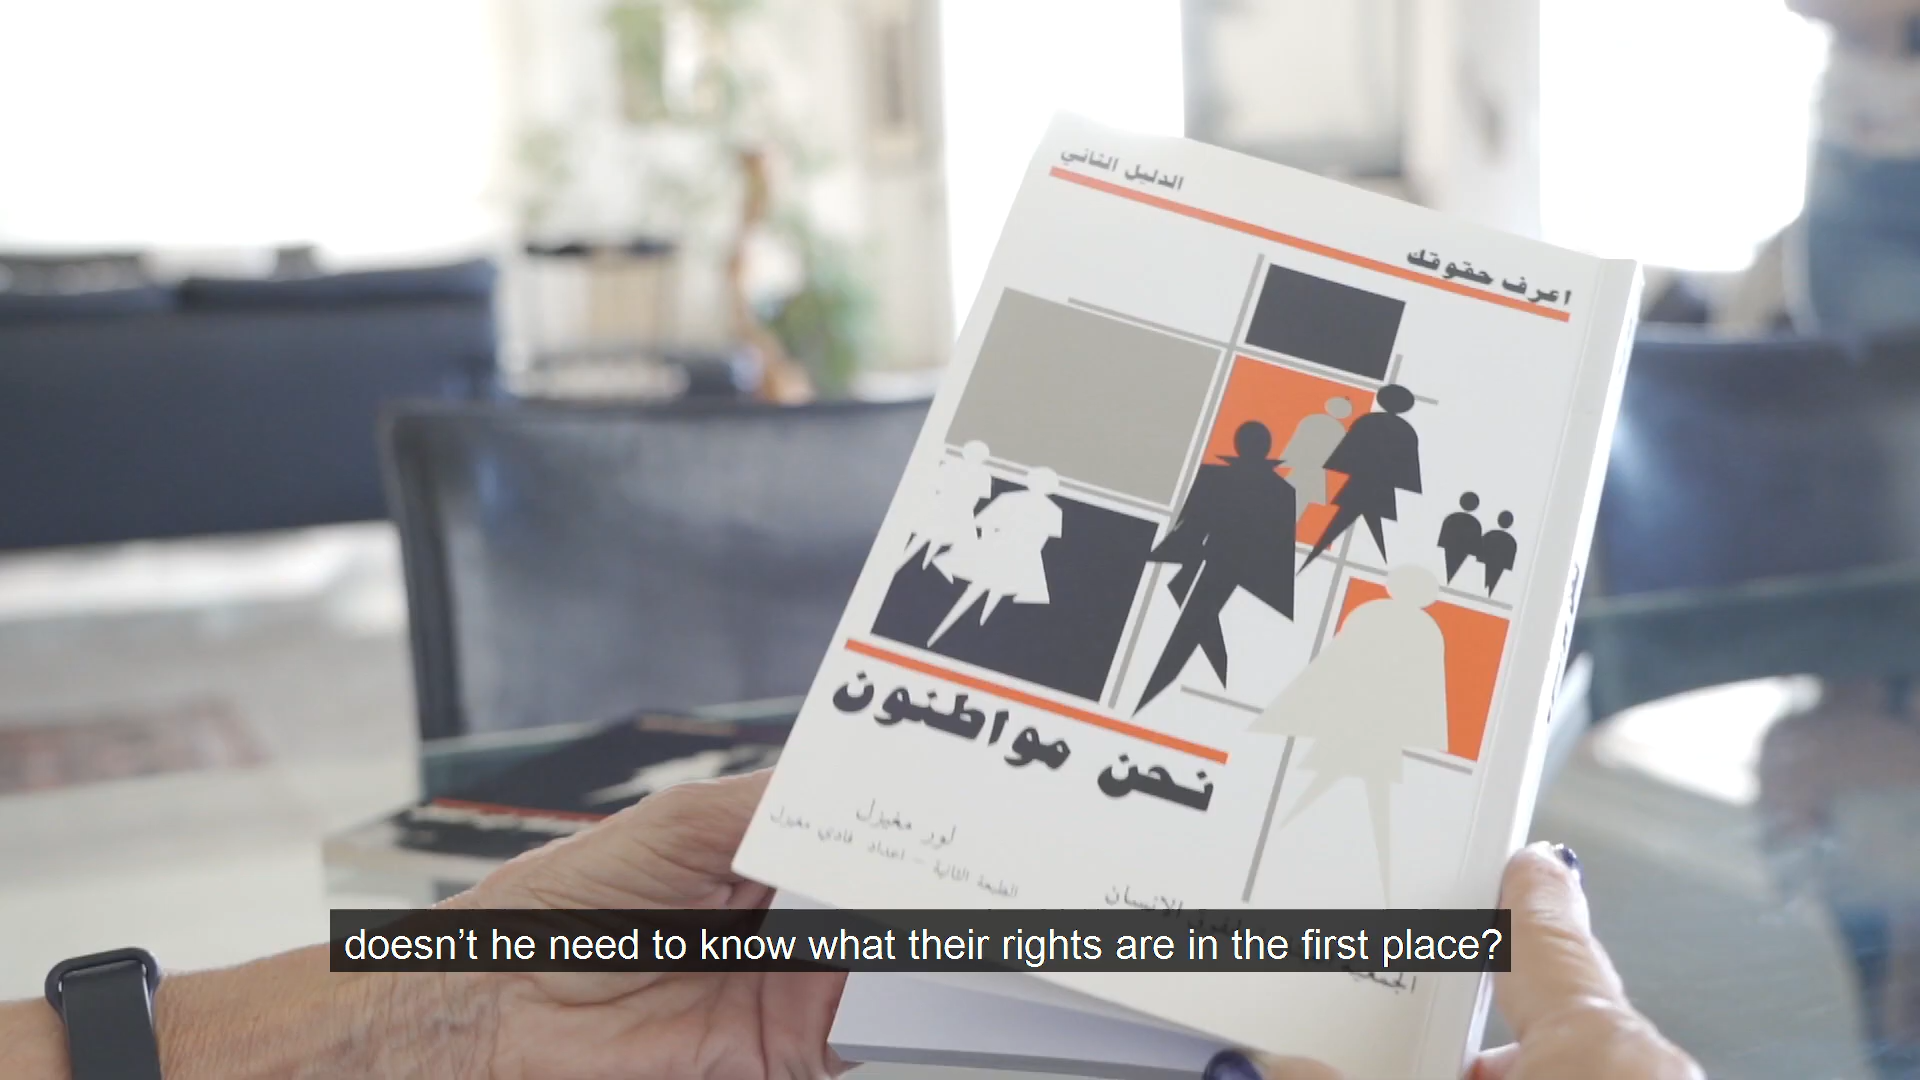 الدليل الثاني
اعرف حقوقك
نحن مواطنون
لور مغيزل
الطبعة الثانية - اعداد فادي مغيزل
الانسان
doesn’t he need to know what their rights are in the first place?